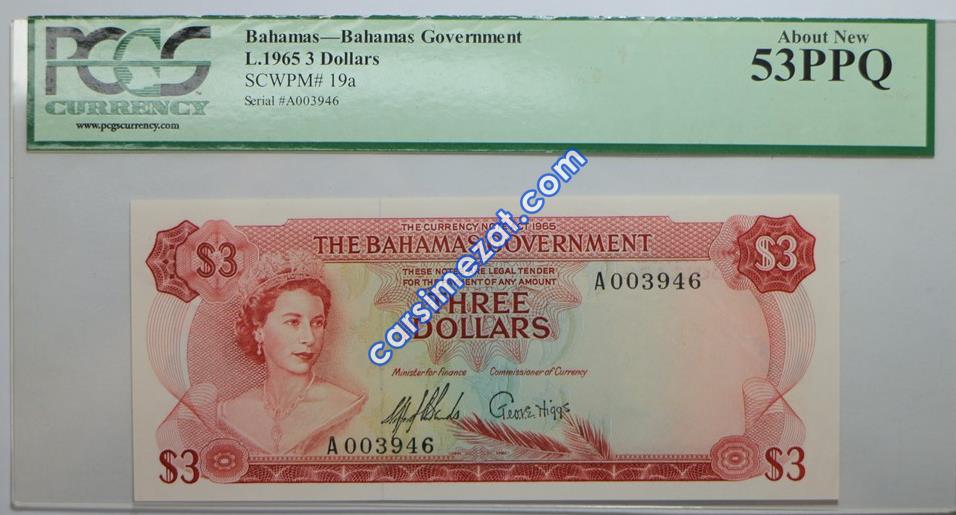 PCGS
CURRENCY
www.pcgscurrency.com
Bahamas—Bahamas Government
L.1965 3 Dollars
SCWPM# 19a
Serial #A003946
About New
53PPQ
carsimezat.com
THE CURRENCY NOTE ACT 1965
THE BAHAMAS GOVERNMENT
$3
$3
THESE NOTES ARE LEGAL TENDER
FOR THE PAYMENT OF ANY AMOUNT
A003946
THREE
DOLLARS
Minister for Finance Commissioner of Currency
Geo. E. Higgs
A003946
$3
$3